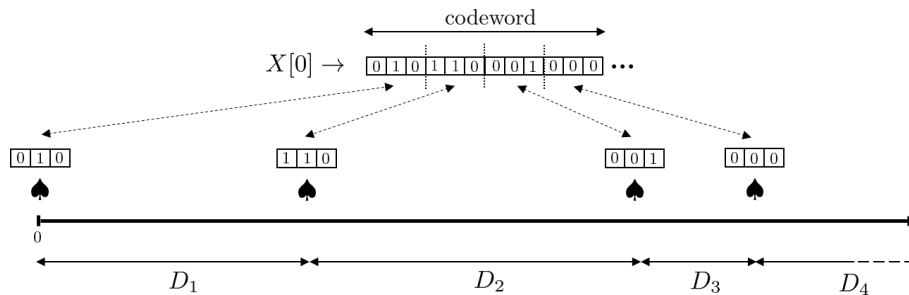 codeword
X[0] → 0 1 0 1 1 0 0 0 1 0 0 0 •••
0 1 0 1 1 0 0 0 1 0 0 0
0
D₁ D₂ D₃ D₄